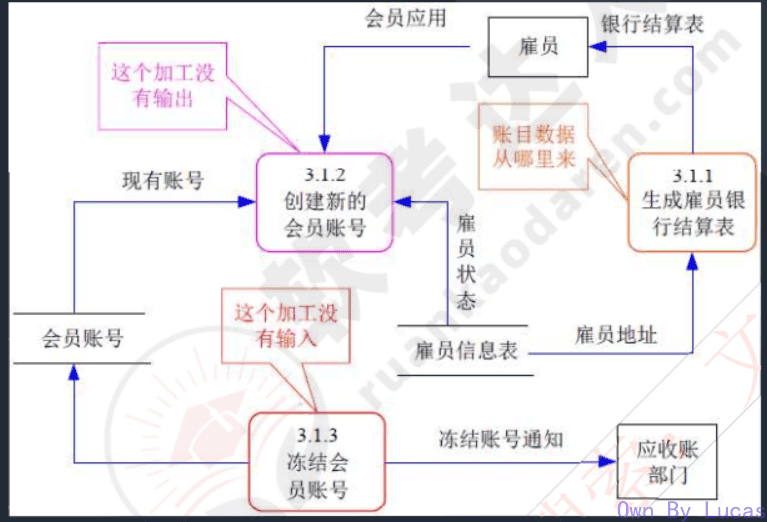 会员应用
银行结算表
雇员
这个加工没
有输出
账目数据
从哪里来
3.1.2
创建新的
会员账号
3.1.1
生成雇员银
行结算表
现有账号
雇员状态
这个加工没
有输入
会员账号
雇员信息表
雇员地址
3.1.3
冻结会
员账号
冻结账号通知
应收账
部门
软考达人
ruankaodaren.com
Own By Lucas